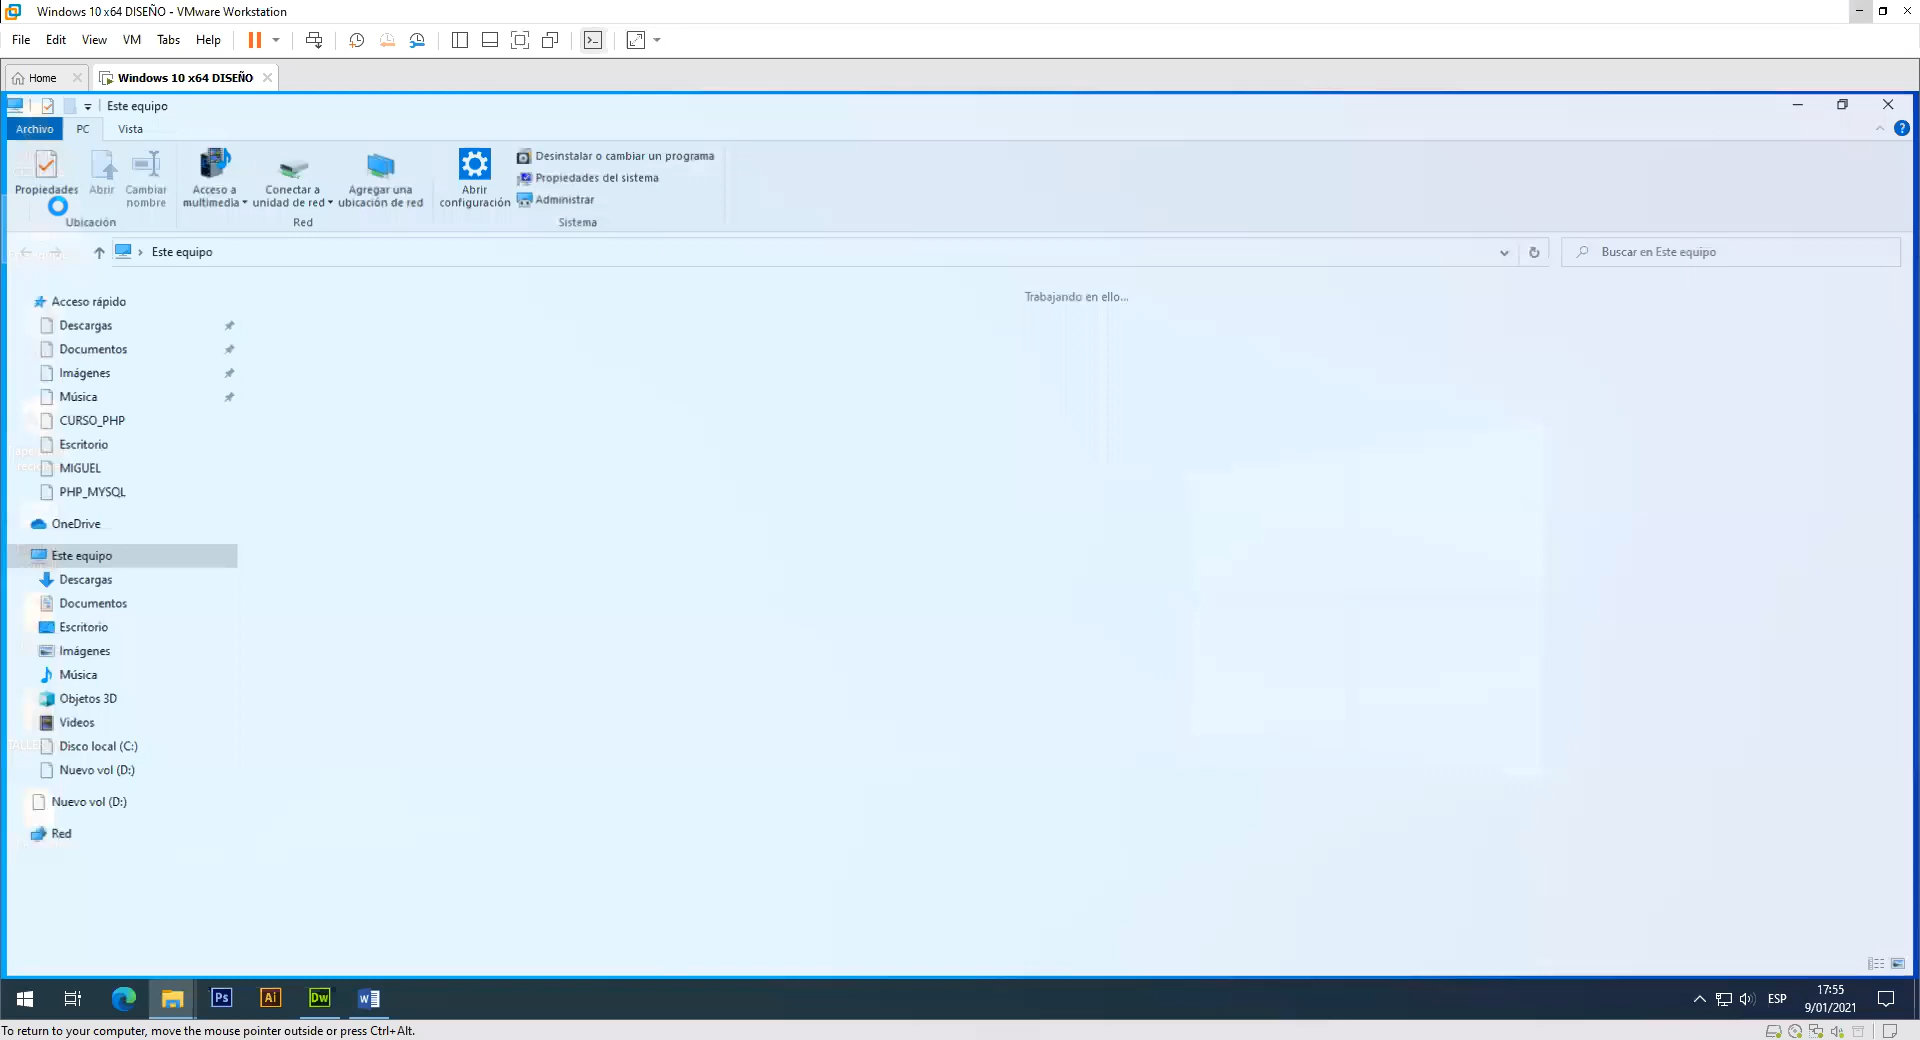 Windows 10 x64 DISEÑO - VMware Workstation
File Edit View VM Tabs Help
Home Windows 10 x64 DISEÑO
Este equipo
Archivo PC Vista
Propiedades
Abrir
Cambiar
nombre
Ubicación
Acceso a
multimedia
Conectar a
unidad de red
Agregar una
ubicación de red
Red
Abrir
configuración
Desinstalar o cambiar un programa
Propiedades del sistema
Administrar
Sistema
Este equipo
Buscar en Este equipo
Trabajando en ello...
Acceso rápido
Descargas
Documentos
Imágenes
Música
CURSO_PHP
Escritorio
MIGUEL
PHP_MYSQL
OneDrive
Este equipo
Descargas
Documentos
Escritorio
Imágenes
Música
Objetos 3D
Videos
Disco local (C:)
Nuevo vol (D:)
Nuevo vol (D:)
Red
Ps Ai Dw W
ESP
17:55
9/01/2021
To return to your computer, move the mouse pointer outside or press Ctrl+Alt.